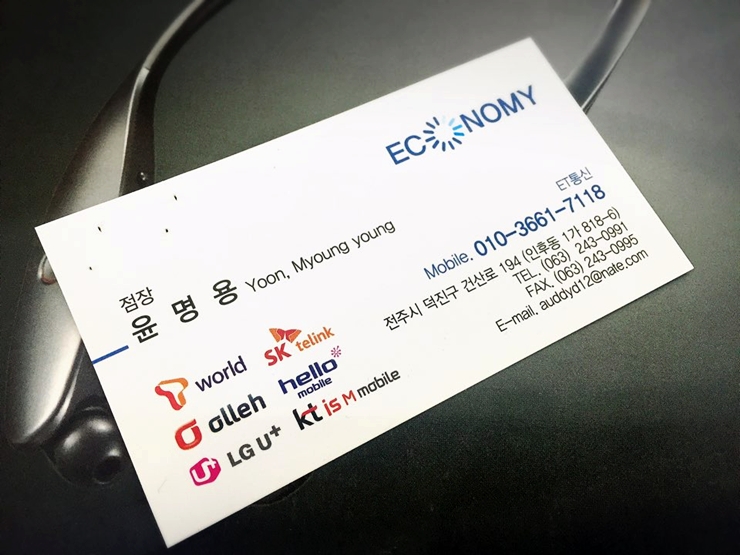 ECONOMY
ET통신
Mobile. 010-3661-7118
전주시 덕진구 건산로 194 (인후동 1가 818-6)
TEL. (063) 243-0991
FAX. (063) 243-0995
E-mail. auddyd12@nate.com
점장
윤 명 용 Yoon, Myoung young
T world
SK telink
olleh
hello mobile
U+ LG U+
kt is M mobile